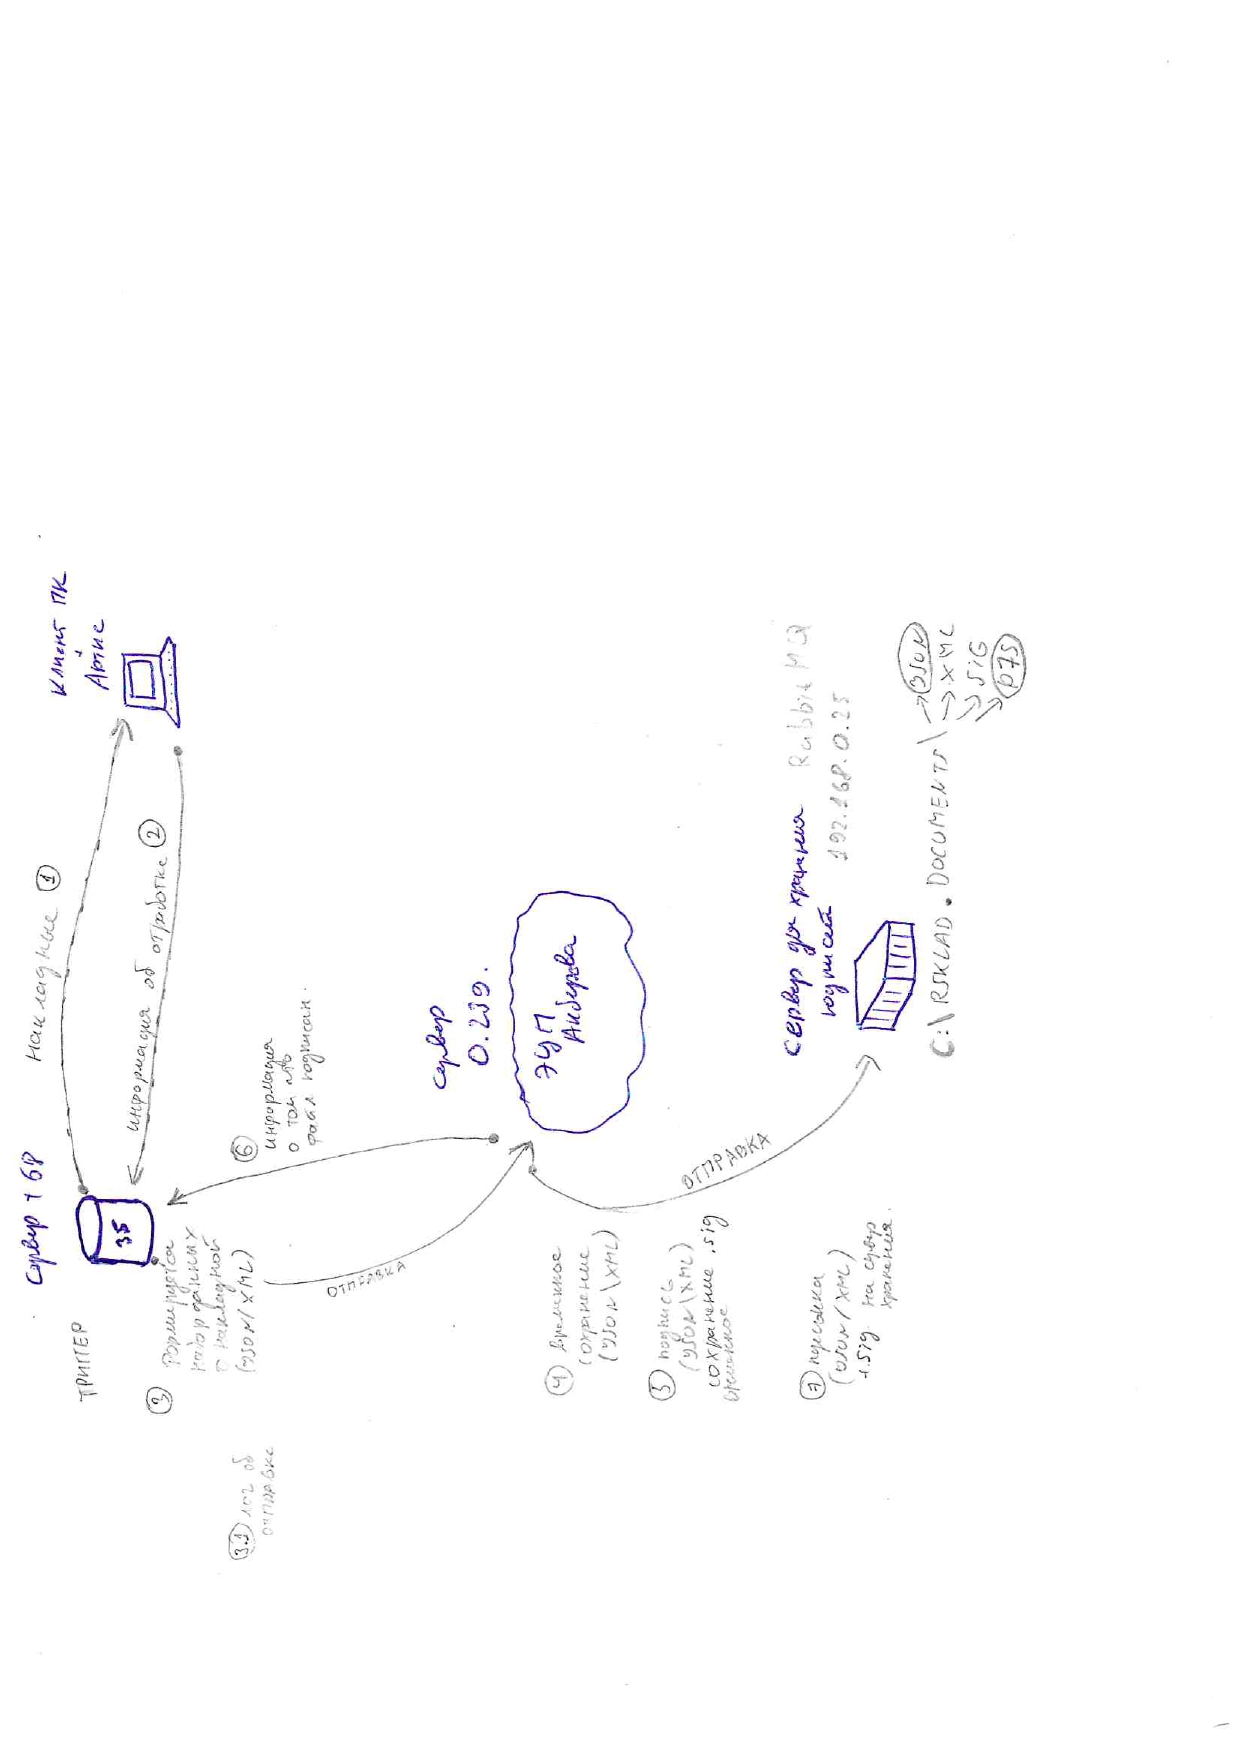 Сервер + БД
Накладные ①
Клиент ПК
+
Артис
ТРИГГЕР
35
информация об отработке ②
③ Формируется
набор данных
о накладной
(JSON/XML)
3.1 лог об
отправке
⑥
информация
о том что
файл подписан.
ОТПРАВКА
сервер
0.239.
ЭЦП
Акберова
④ Временное
сохранение
(JSON\XML)
⑤ подпись
(JSON\XML)
сохранение .sig
временное
ОТПРАВКА
⑦ пересылка
(JSON/XML)
+.Sig на сервер
хранения.
Сервер для хранения
подписей
RabbitMQ
192.168.0.25
C:\RSKLAD.DOCUMENTS\
JSON
XML
SIG
P7S